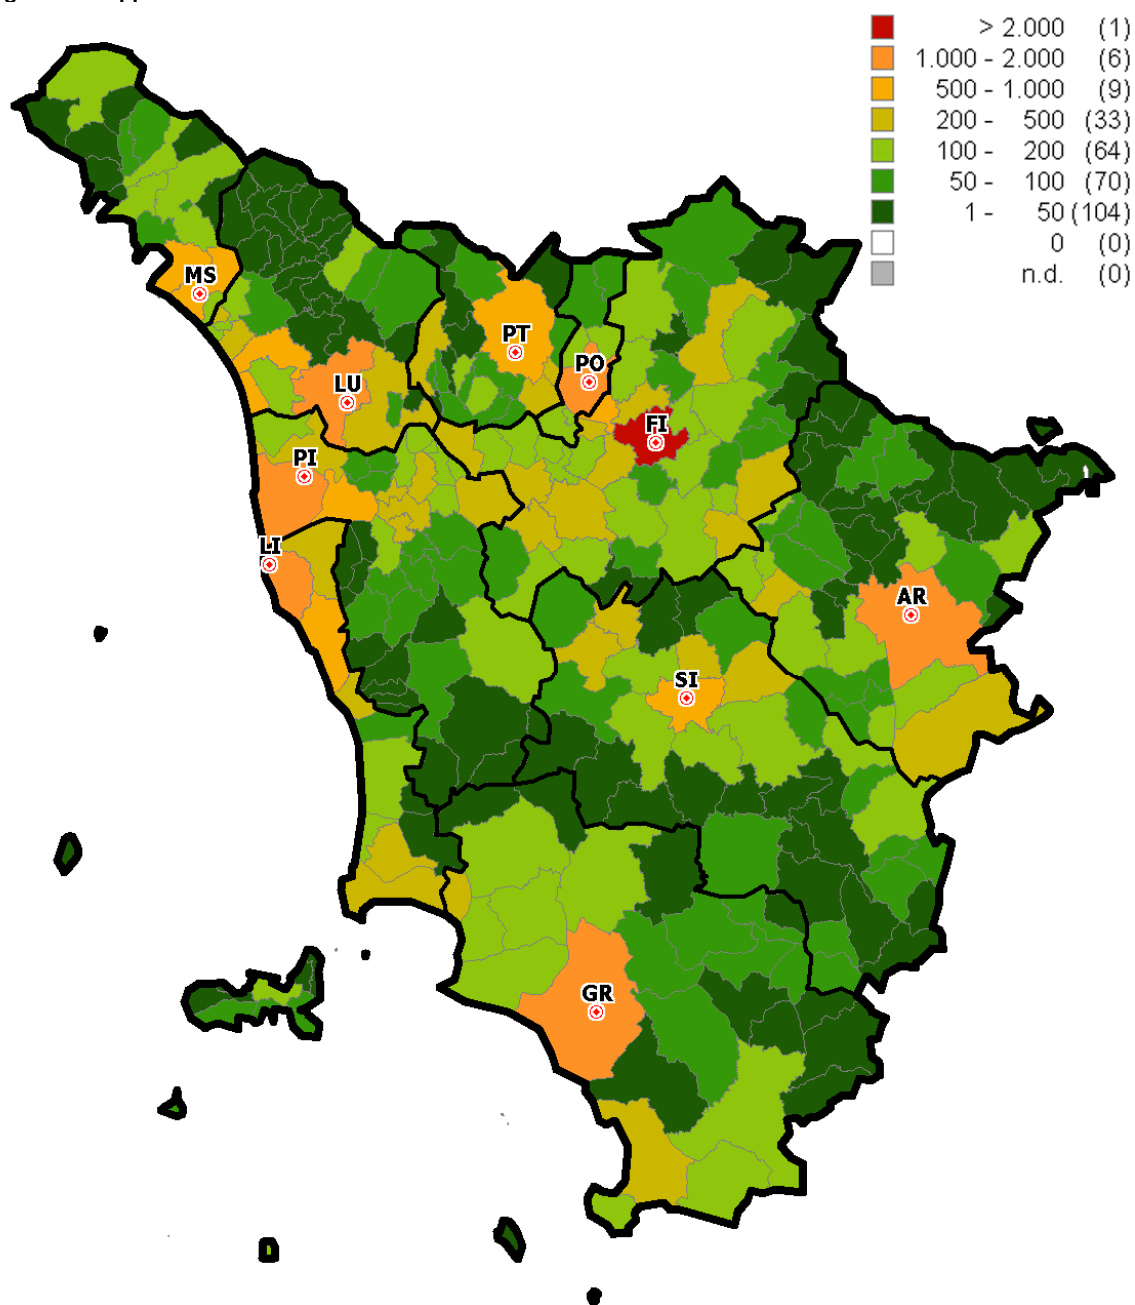 > 2.000 (1)
1.000 - 2.000 (6)
500 - 1.000 (9)
200 - 500 (33)
100 - 200 (64)
50 - 100 (70)
1 - 50 (104)
0 (0)
n.d. (0)
MS
PT
PO
LU
FI
PI
LI
AR
SI
GR